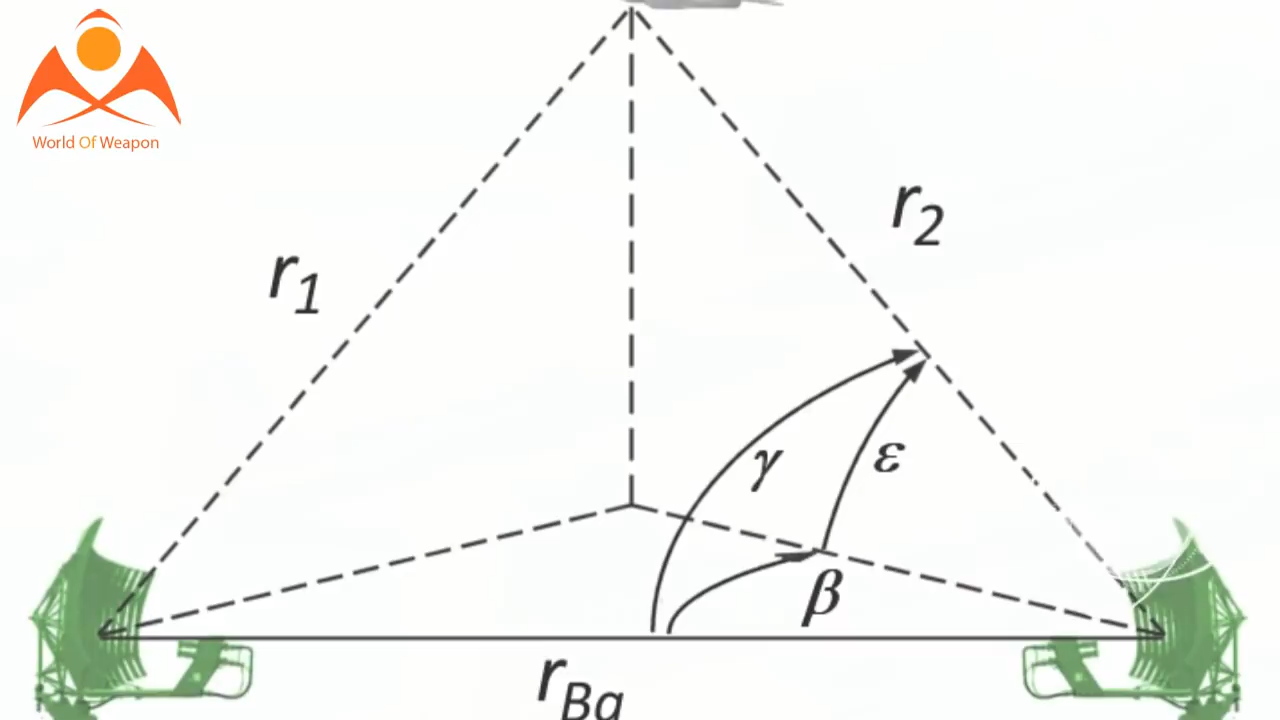 World Of Weapon
r2
r1
γ
ε
β
rBa